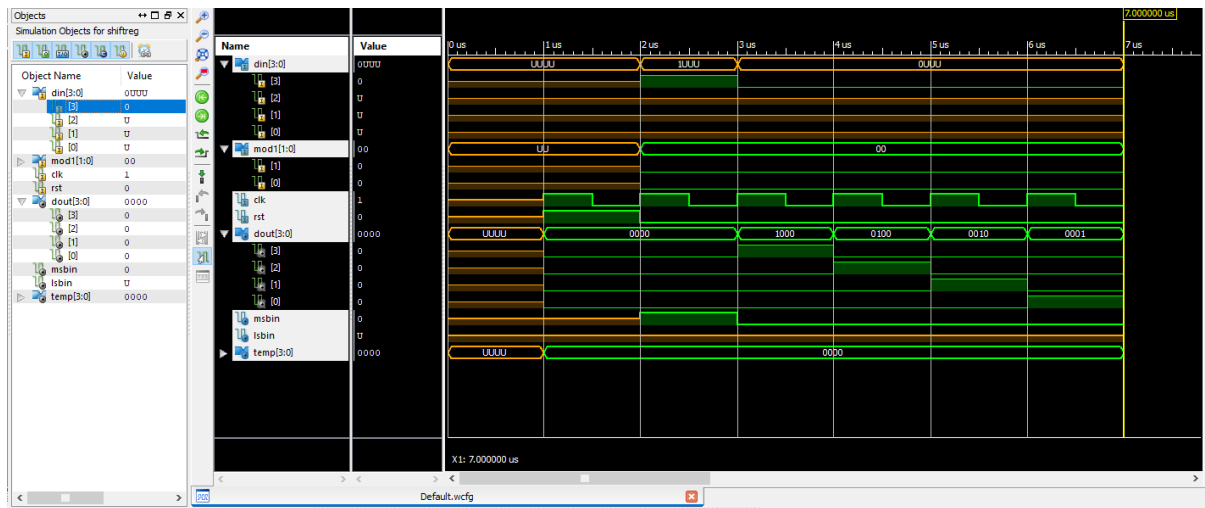 Objects
Simulation Objects for shiftreg
Object Name Value
din[3:0] 0UUU
[3] 0
[2] U
[1] U
[0] U
mod1[1:0] 00
clk 1
rst 0
dout[3:0] 0000
[3] 0
[2] 0
[1] 0
[0] 0
msbin 0
lsbin U
temp[3:0] 0000
7.000000 us
Name Value 0 us 1 us 2 us 3 us 4 us 5 us 6 us 7 us
din[3:0] 0UUU UUUU 1UUU 0UUU
[3] 0
[2] U
[1] U
[0] U
mod1[1:0] 00 UU 00
[1] 0
[0] 0
clk 1
rst 0
dout[3:0] 0000 UUUU 0000 1000 0100 0010 0001
[3] 0
[2] 0
[1] 0
[0] 0
msbin 0
lsbin U
temp[3:0] 0000 UUUU 0000
X1: 7.000000 us
Default.wcfg